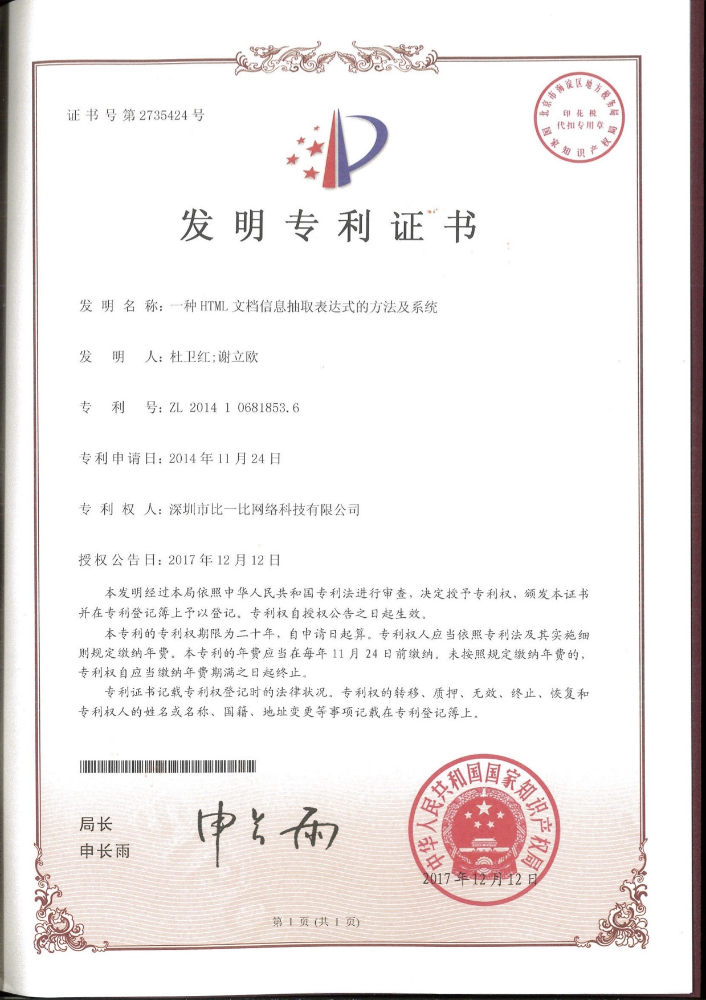 证书号第2735424号
北京市海淀区地方税务局
印花税
代扣专用章
国家知识产权局
发明专利证书
发明名称：一种HTML文档信息抽取表达式的方法及系统
发明人：杜卫红;谢立欧
专利号：ZL 2014 1 0681853.6
专利申请日：2014年11月24日
专利权人：深圳市比一比网络科技有限公司
授权公告日：2017年12月12日
本发明经过本局依照中华人民共和国专利法进行审查，决定授予专利权，颁发本证书
并在专利登记簿上予以登记。专利权自授权公告之日起生效。
本专利的专利权期限为二十年，自申请日起算。专利权人应当依照专利法及其实施细
则规定缴纳年费。本专利的年费应当在每年11月24日前缴纳。未按照规定缴纳年费的，
专利权自应当缴纳年费期满之日起终止。
专利证书记载专利权登记时的法律状况。专利权的转移、质押、无效、终止、恢复和
专利权人的姓名或名称、国籍、地址变更等事项记载在专利登记簿上。
局长
申长雨
申长雨
中华人民共和国国家知识产权局
2017年12月12日
第1页(共1页)